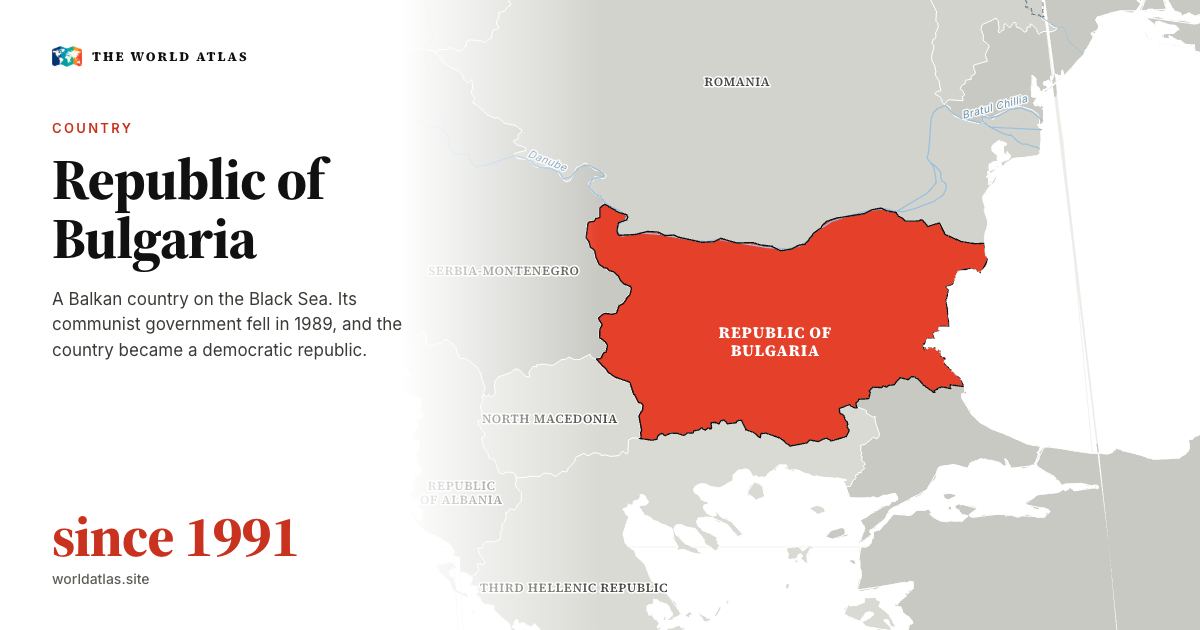 THE WORLD ATLAS
COUNTRY
Republic of
Bulgaria
A Balkan country on the Black Sea. Its
communist government fell in 1989, and the
country became a democratic republic.
since 1991
worldatlas.site
ROMANIA
Bratul Chillia
Danube
SERBIA-MONTENEGRO
REPUBLIC OF
BULGARIA
NORTH MACEDONIA
REPUBLIC
OF ALBANIA
THIRD HELLENIC REPUBLIC